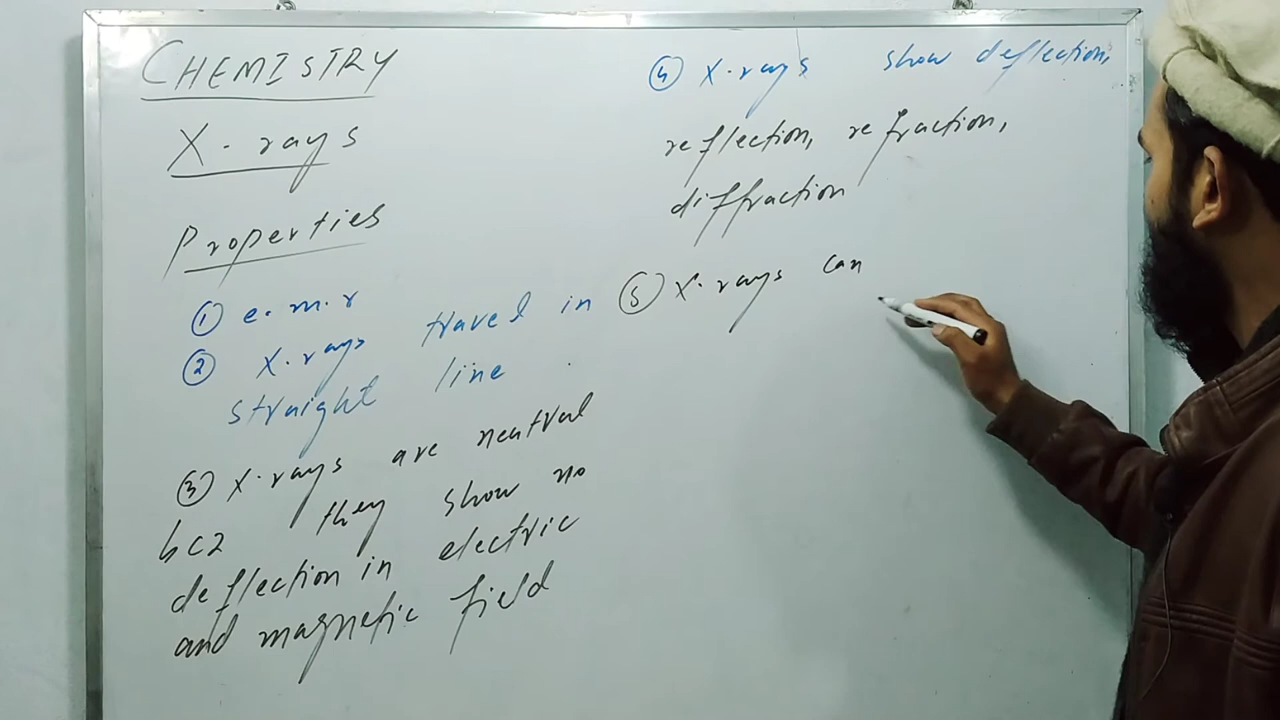 CHEMISTRY
X-rays
Properties
① e.m.r
② X-rays travel in
straight line
③ X-rays are neutral
bcz they show no
deflection in electric
and magnetic field
④ X-rays show deflection,
reflection, refraction,
diffraction
⑤ X-rays can